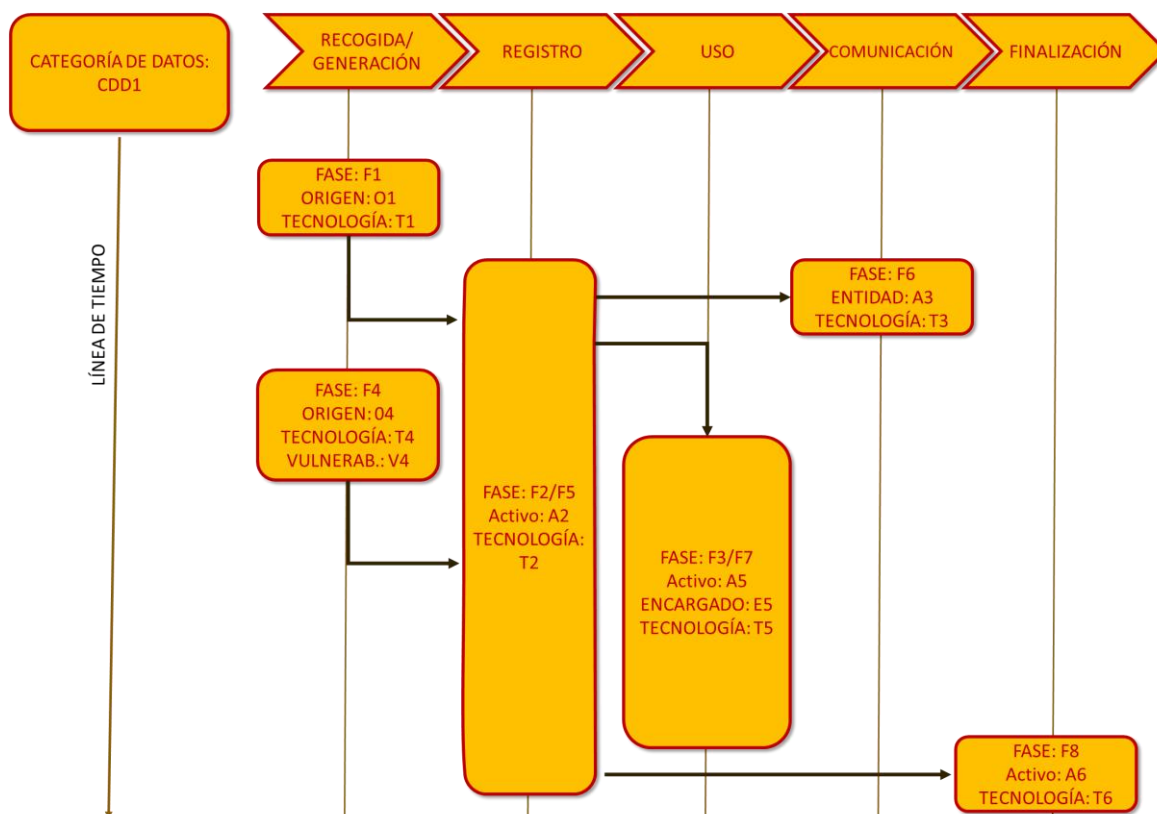 CATEGORÍA DE DATOS:
CDD1
RECOGIDA/
GENERACIÓN
REGISTRO
USO
COMUNICACIÓN
FINALIZACIÓN
LÍNEA DE TIEMPO
FASE: F1
ORIGEN: O1
TECNOLOGÍA: T1
FASE: F6
ENTIDAD: A3
TECNOLOGÍA: T3
FASE: F4
ORIGEN: 04
TECNOLOGÍA: T4
VULNERAB.: V4
FASE: F2/F5
Activo: A2
TECNOLOGÍA:
T2
FASE: F3/F7
Activo: A5
ENCARGADO: E5
TECNOLOGÍA: T5
FASE: F8
Activo: A6
TECNOLOGÍA: T6